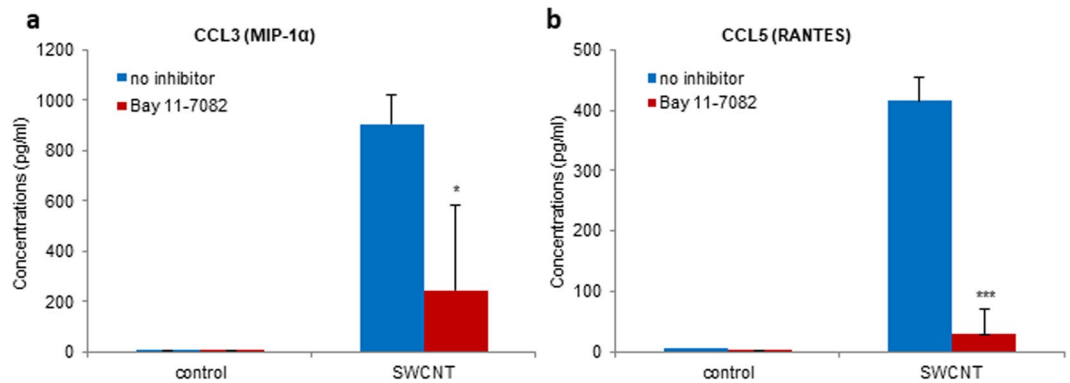 a
CCL3 (MIP-1α)
1200
1000
800
600
400
200
0
Concentrations (pg/ml)
no inhibitor
Bay 11-7082
*
control
SWCNT
b
CCL5 (RANTES)
500
400
300
200
100
0
Concentrations (pg/ml)
no inhibitor
Bay 11-7082
***
control
SWCNT